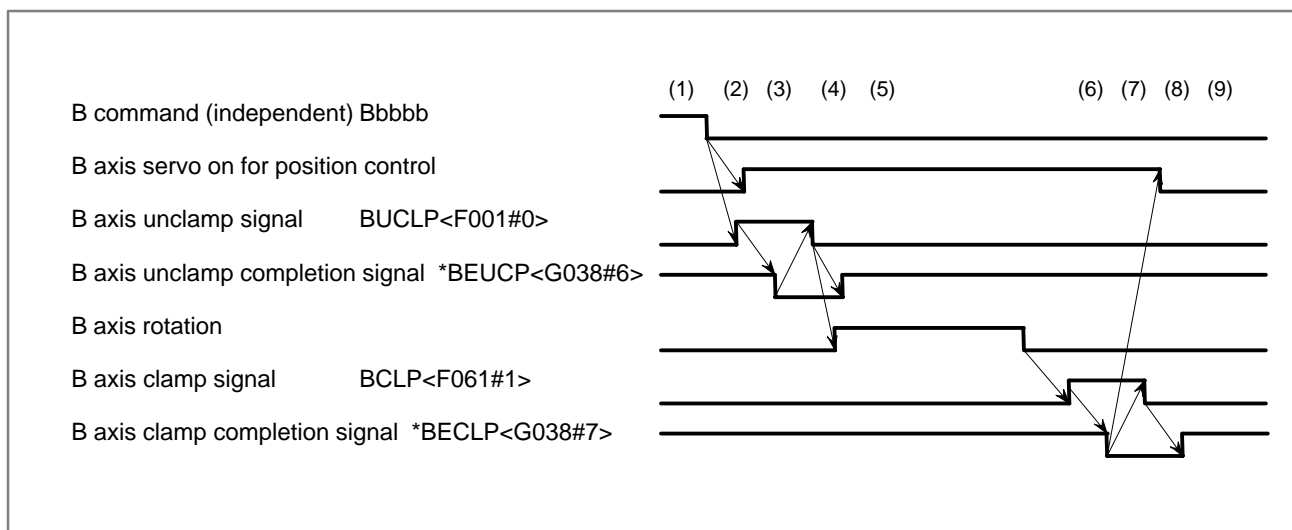 (1) (2) (3) (4) (5) (6) (7) (8) (9)
B command (independent) Bbbbb
B axis servo on for position control
B axis unclamp signal BUCLP<F001#0>
B axis unclamp completion signal *BEUCP<G038#6>
B axis rotation
B axis clamp signal BCLP<F061#1>
B axis clamp completion signal *BECLP<G038#7>